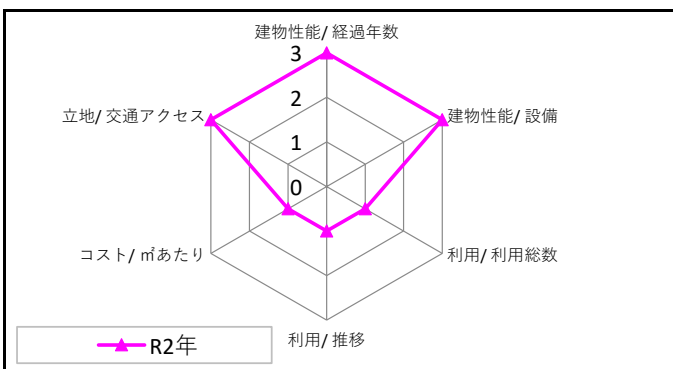 建物性能/ 経過年数
3
立地/ 交通アクセス
2
建物性能/ 設備
1
0
コスト/ ㎡あたり
利用/ 利用総数
利用/ 推移
R2年